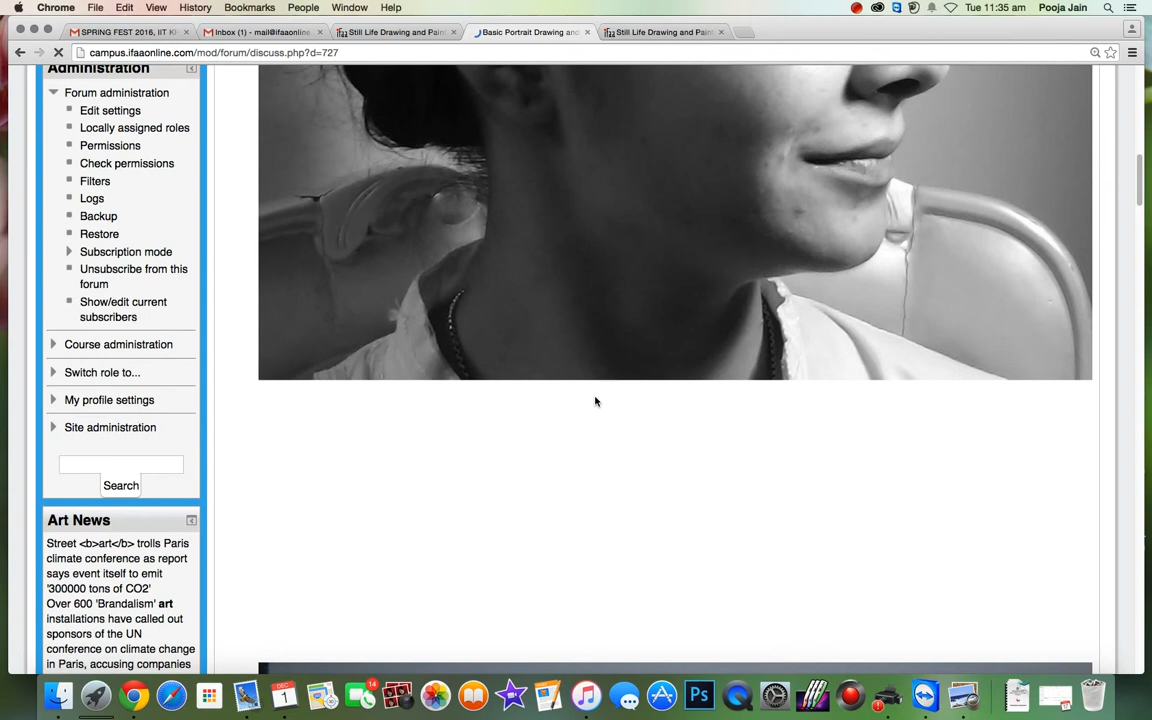 Chrome File Edit View History Bookmarks People Window Help
Tue 11:35 am Pooja Jain
SPRING FEST 2016, IIT K
Inbox (1) - mail@ifaaonline
Still Life Drawing and Pain
Basic Portrait Drawing an
Still Life Drawing and Pain
campus.ifaaonline.com/mod/forum/discuss.php?d=727
Administration
Forum administration
Edit settings
Locally assigned roles
Permissions
Check permissions
Filters
Logs
Backup
Restore
Subscription mode
Unsubscribe from this
forum
Show/edit current
subscribers
Course administration
Switch role to...
My profile settings
Site administration
Search
Art News
Street <b>art</b> trolls Paris
climate conference as report
says event itself to emit
'300000 tons of CO2'
Over 600 'Brandalism' art
installations have called out
sponsors of the UN
conference on climate change
in Paris, accusing companies
14
DEC
1
Ps